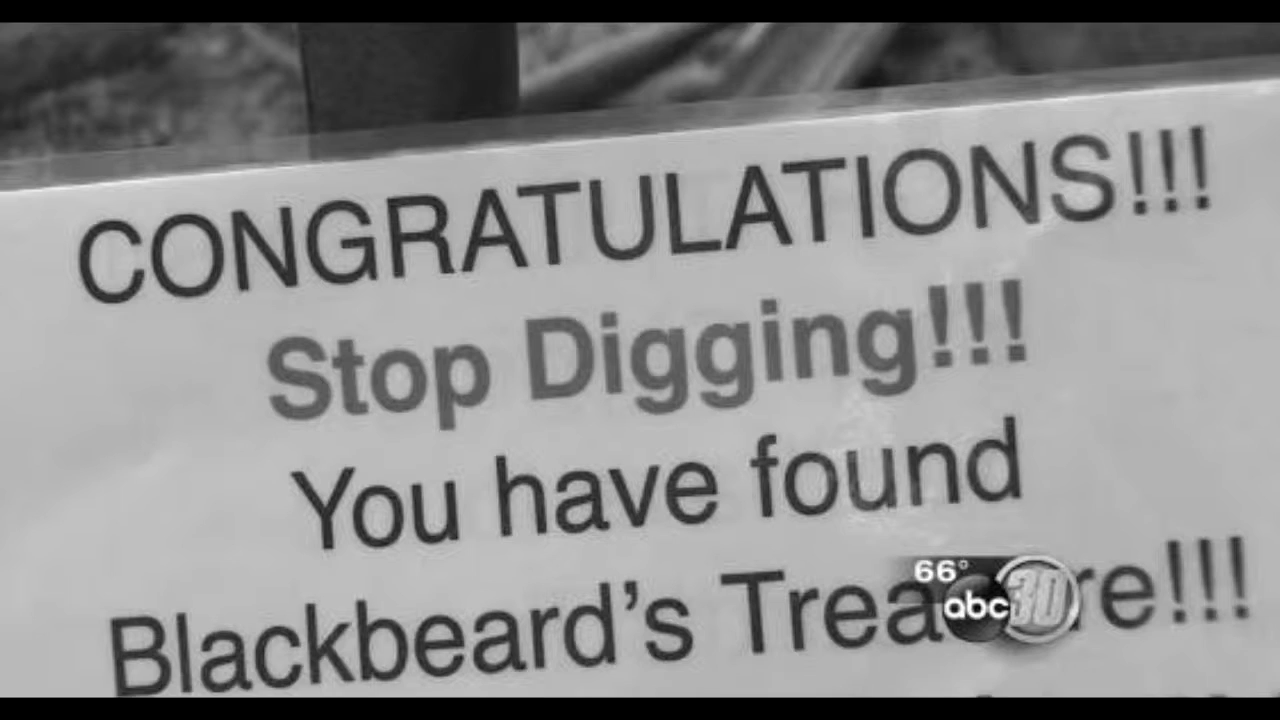 CONGRATULATIONS!!!
Stop Digging!!!
You have found
Blackbeard's
66°
abc 30